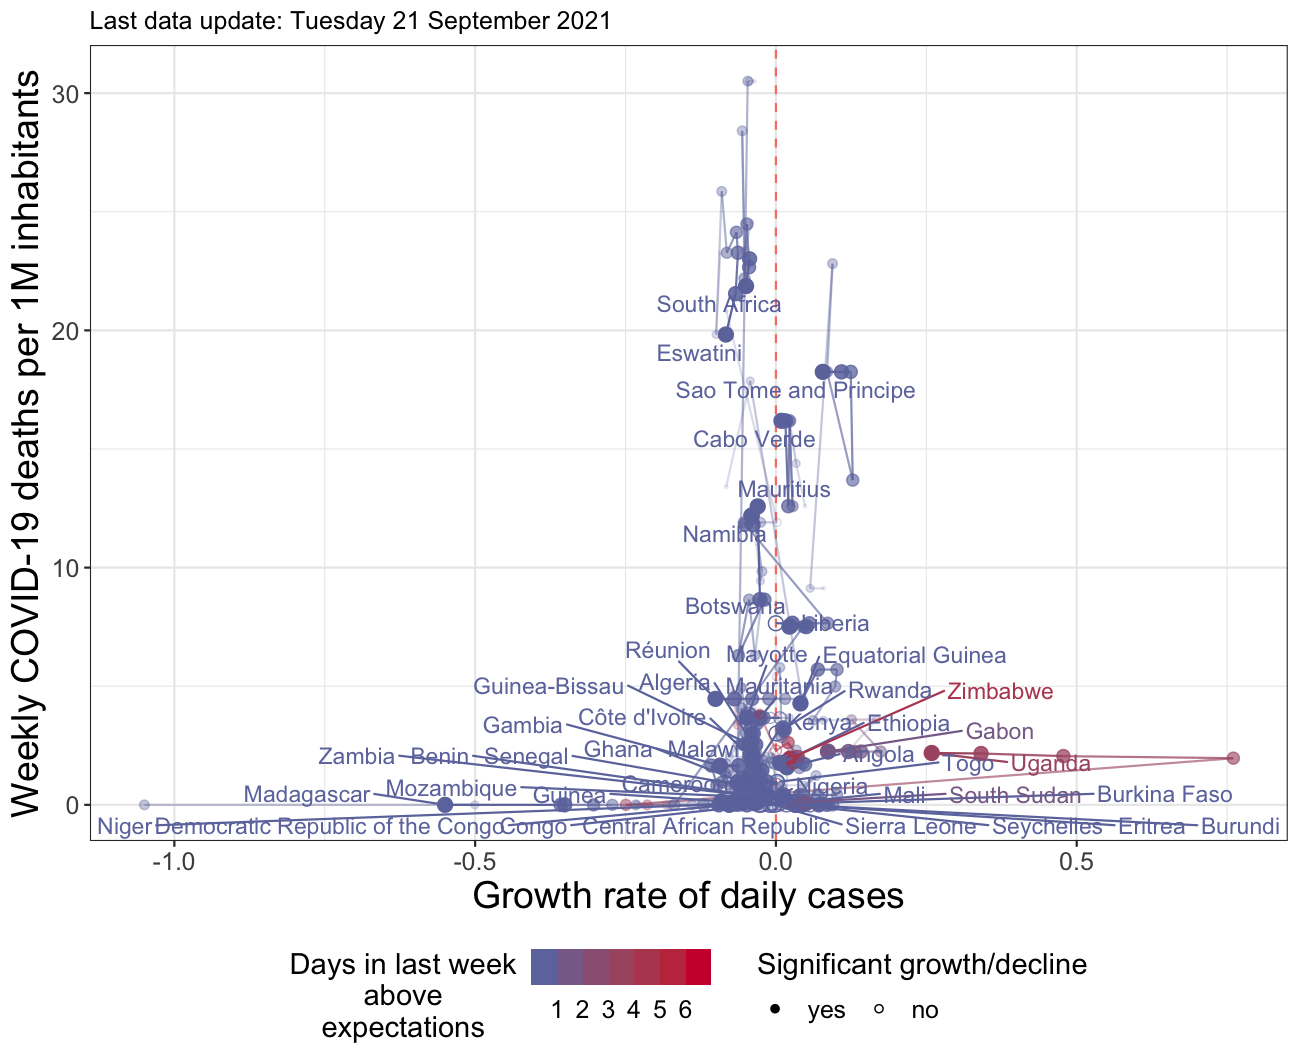 Last data update: Tuesday 21 September 2021
Weekly COVID-19 deaths per 1M inhabitants
30
20
10
0
South Africa
Eswatini
Sao Tome and Principe
Cabo Verde
Mauritius
Namibia
Botswana
Liberia
Réunion
Mayotte
Equatorial Guinea
Guinea-Bissau
Algeria
Mauritania
Rwanda
Zimbabwe
Gambia
Côte d'Ivoire
Kenya
Ethiopia
Gabon
Zambia
Benin
Senegal
Ghana
Malawi
Angola
Togo
Uganda
Madagascar
Mozambique
Guinea
Cameroon
Nigeria
Mali
South Sudan
Burkina Faso
Niger
Democratic Republic of the Congo
Congo
Central African Republic
Sierra Leone
Seychelles
Eritrea
Burundi
-1.0
-0.5
0.0
0.5
Growth rate of daily cases
Days in last week
above
expectations
1 2 3 4 5 6
Significant growth/decline
yes
no